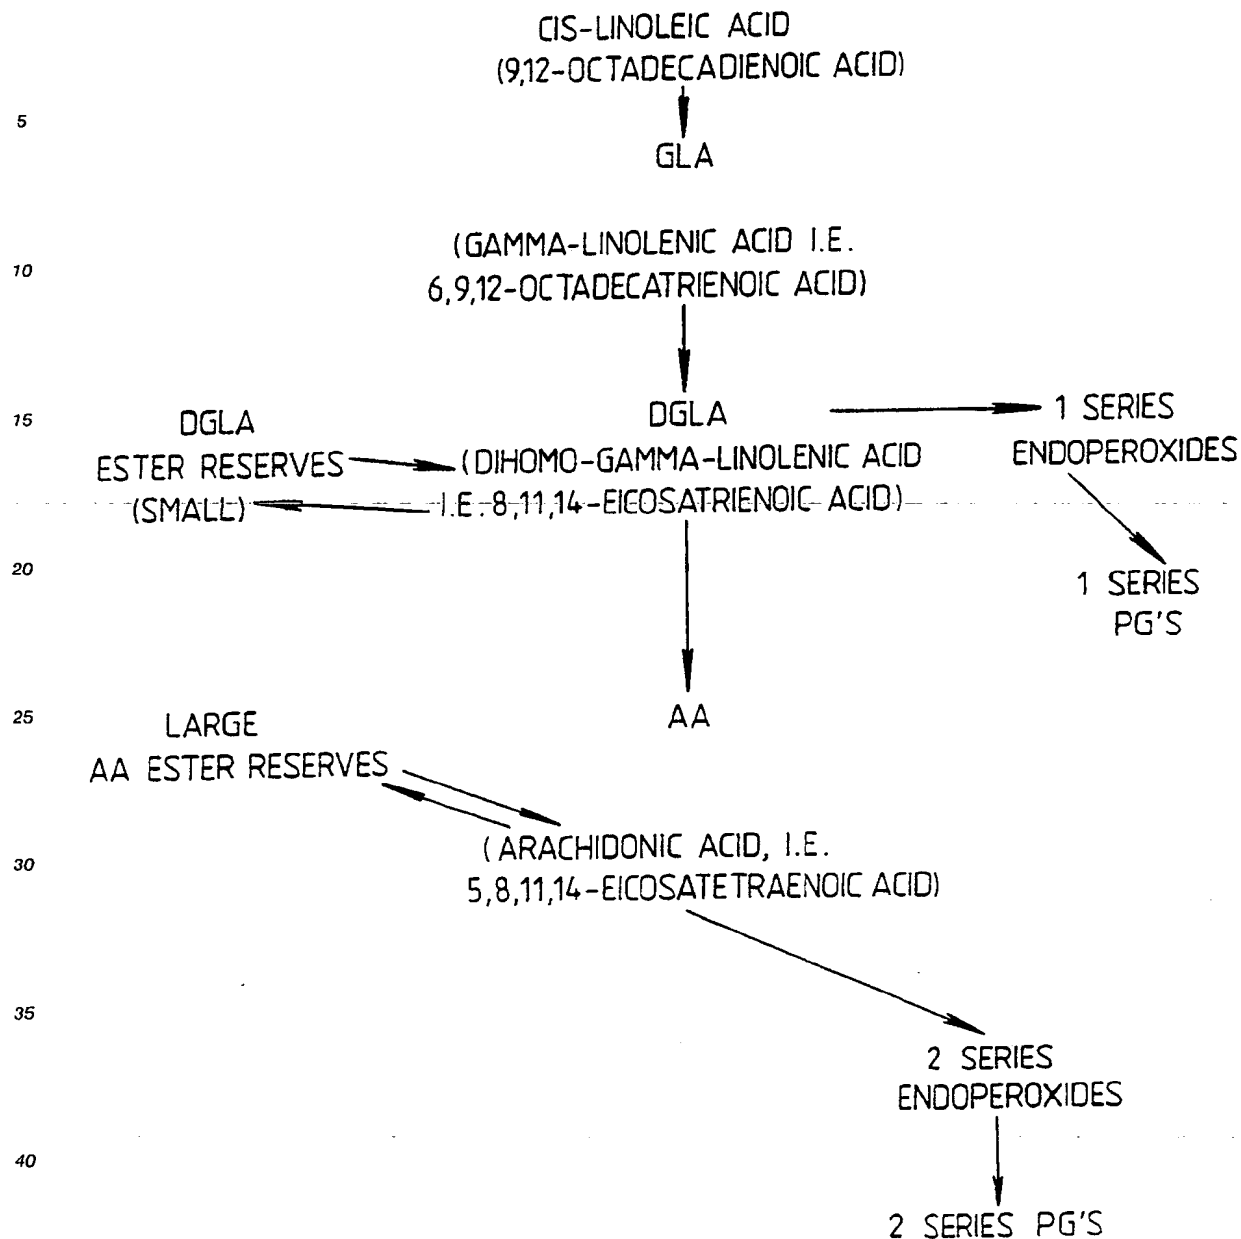 CIS-LINOLEIC ACID
(9,12-OCTADECADIENOIC ACID)
5
GLA
(GAMMA-LINOLENIC ACID I.E.
10
6,9,12-OCTADECATRIENOIC ACID)
15
DGLA
ESTER RESERVES
(SMALL)
DGLA
(DIHOMO-GAMMA-LINOLENIC ACID
I.E. 8,11,14-EICOSATRIENOIC ACID)
1 SERIES
ENDOPEROXIDES
20
1 SERIES
PG'S
25
LARGE
AA ESTER RESERVES
AA
30
(ARACHIDONIC ACID, I.E.
5,8,11,14-EICOSATETRAENOIC ACID)
35
2 SERIES
ENDOPEROXIDES
40
2 SERIES PG'S